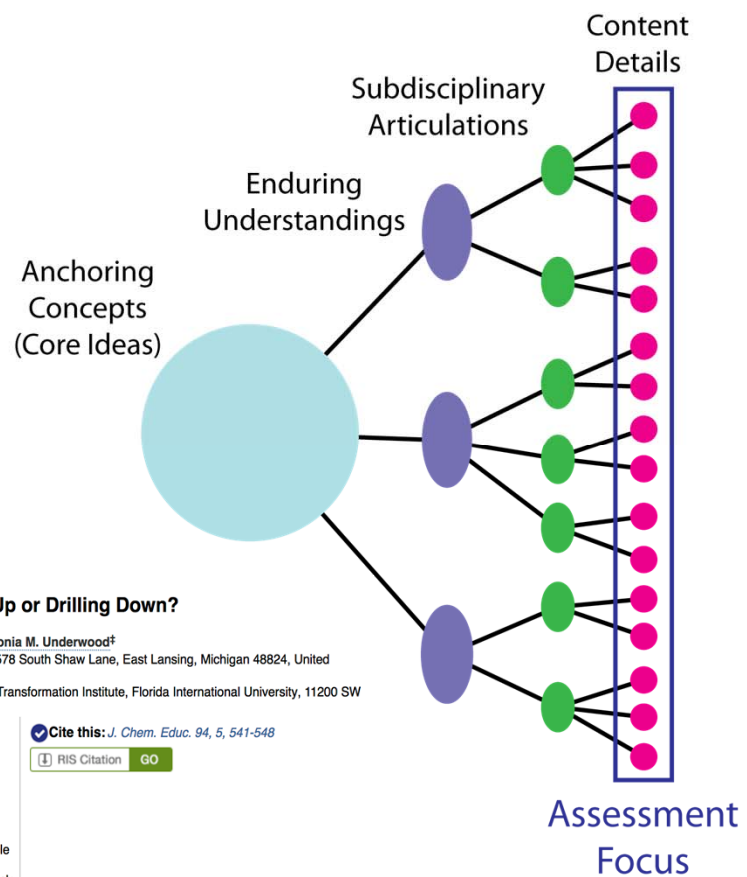 Content
Details
Subdisciplinary
Articulations
Enduring
Understandings
Anchoring
Concepts
(Core Ideas)
Up or Drilling Down?
onia M. Underwood‡
578 South Shaw Lane, East Lansing, Michigan 48824, United
Transformation Institute, Florida International University, 11200 SW
Cite this: J. Chem. Educ. 94, 5, 541-548
RIS Citation GO
le
Assessment
Focus